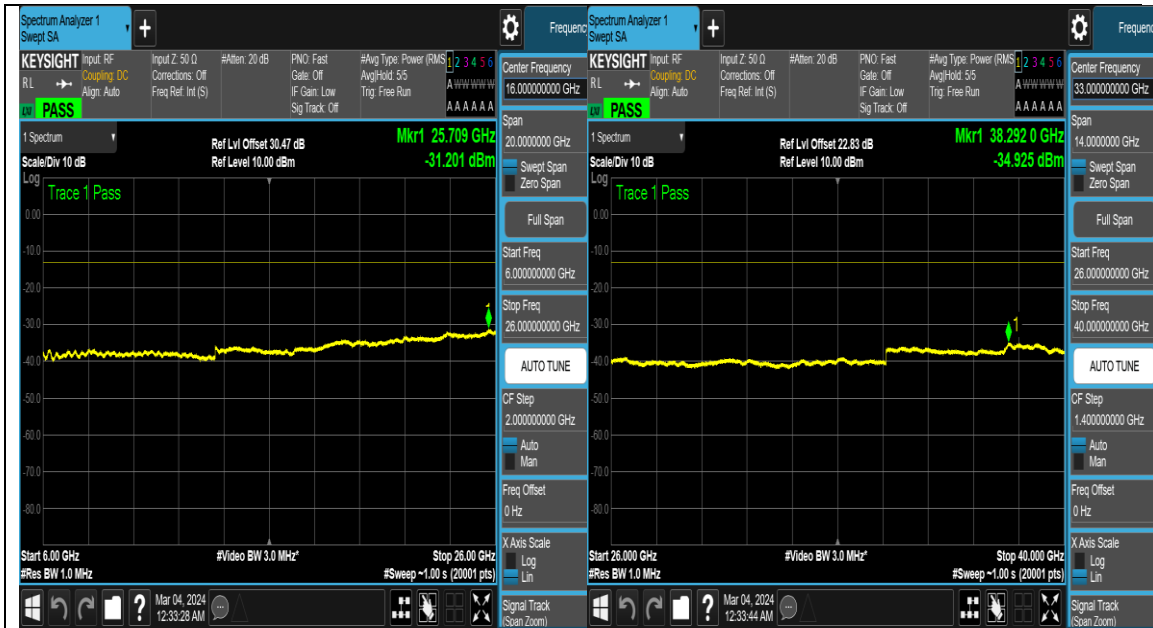 Spectrum Analyzer 1
Swept SA
+
Frequenc
KEYSIGHT
Input: RF
Coupling: DC
Align: Auto
Input Z: 50 Ω
Corrections: Off
Freq Ref: Int (S)
#Atten: 20 dB
PNO: Fast
Gate: Off
IF Gain: Low
Sig Track: Off
#Avg Type: Power (RMS
Avg|Hold: 5/5
Trig: Free Run
1 2 3 4 5 6
A W W W W W
A A A A A A
R L
PASS
1 Spectrum
Scale/Div 10 dB
Ref Lvl Offset 30.47 dB
Ref Level 10.00 dBm
Mkr1 25.709 GHz
-31.201 dBm
Log
Trace 1 Pass
0.00
-10.0
-20.0
-30.0
-40.0
-50.0
-60.0
-70.0
-80.0
1
Start 6.00 GHz
#Res BW 1.0 MHz
#Video BW 3.0 MHz*
Stop 26.00 GHz
#Sweep ~1.00 s (20001 pts)
Center Frequency
16.000000000 GHz
Span
20.0000000 GHz
Swept Span
Zero Span
Full Span
Start Freq
6.000000000 GHz
Stop Freq
26.000000000 GHz
AUTO TUNE
CF Step
2.000000000 GHz
Auto
Man
Freq Offset
0 Hz
X Axis Scale
Log
Lin
Signal Track
(Span Zoom)
?
Mar 04, 2024
12:33:28 AM
Spectrum Analyzer 1
Swept SA
+
Frequenc
KEYSIGHT
Input: RF
Coupling: DC
Align: Auto
Input Z: 50 Ω
Corrections: Off
Freq Ref: Int (S)
#Atten: 20 dB
PNO: Fast
Gate: Off
IF Gain: Low
Sig Track: Off
#Avg Type: Power (RMS
Avg|Hold: 5/5
Trig: Free Run
1 2 3 4 5 6
A W W W W W
A A A A A A
R L
PASS
1 Spectrum
Scale/Div 10 dB
Ref Lvl Offset 22.83 dB
Ref Level 10.00 dBm
Mkr1 38.292 0 GHz
-34.925 dBm
Log
Trace 1 Pass
0.00
-10.0
-20.0
-30.0
-40.0
-50.0
-60.0
-70.0
-80.0
1
Start 26.000 GHz
#Res BW 1.0 MHz
#Video BW 3.0 MHz*
Stop 40.000 GHz
#Sweep ~1.00 s (20001 pts)
Center Frequency
33.000000000 GHz
Span
14.0000000 GHz
Swept Span
Zero Span
Full Span
Start Freq
26.000000000 GHz
Stop Freq
40.000000000 GHz
AUTO TUNE
CF Step
1.400000000 GHz
Auto
Man
Freq Offset
0 Hz
X Axis Scale
Log
Lin
Signal Track
(Span Zoom)
?
Mar 04, 2024
12:33:44 AM